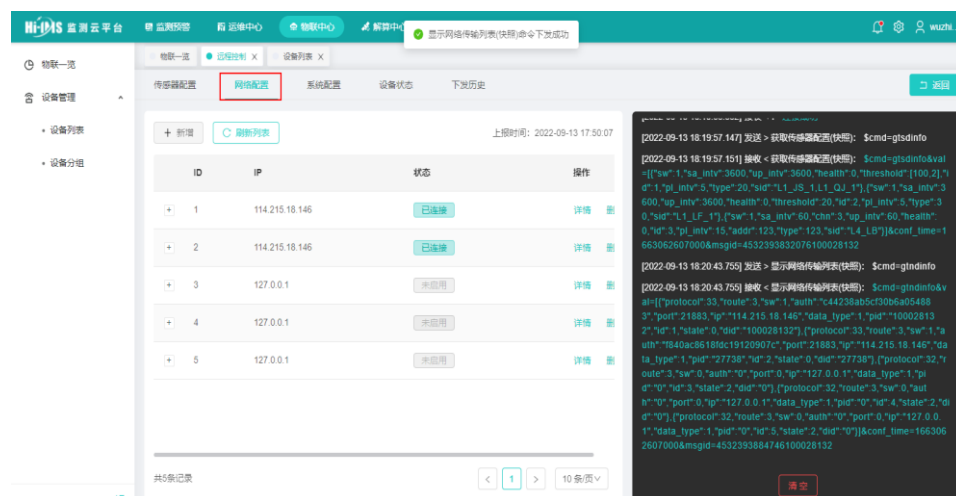 Hi-IMS 监测云平台
监测预警
运维中心
物联中心
解算中心
显示网络传输列表(快照)命令下发成功
wuzhi..
物联一览
设备管理
设备列表
设备分组
物联一览
远程控制 X
设备列表 X
传感器配置
网络配置
系统配置
设备状态
下发历史
返回
+ 新增
刷新列表
上报时间: 2022-09-13 17:50:07
ID IP 状态 操作
+ 1 114.215.18.146 已连接 详情
+ 2 114.215.18.146 已连接 详情
+ 3 127.0.0.1 未启用 详情
+ 4 127.0.0.1 未启用 详情
+ 5 127.0.0.1 未启用 详情
共5条记录
< 1 > 10 条/页
[2022-09-13 18:19:57.147] 发送 > 获取传感器配置(快照): $cmd=gtsdinfo
[2022-09-13 18:19:57.151] 接收 < 获取传感器配置(快照): $cmd=gtsdinfo&val
=[{"sw":1,"sa_intv":3600,"up_intv":3600,"health":0,"threshold":[100,2],"i
d":1,"pl_intv":5,"type":20,"sid":"L1_JS_1,L1_QJ_1"},{"sw":1,"sa_intv":3
600,"up_intv":3600,"health":0,"threshold":20,"id":2,"pl_intv":5,"type":3
0,"sid":"L1_LF_1"},{"sw":1,"sa_intv":60,"chn":3,"up_intv":60,"health":
0,"id":3,"pl_intv":15,"addr":123,"type":123,"sid":"L4_LB"}]&conf_time=1
663062607000&msgid=4532393832076100028132
[2022-09-13 18:20:43.755] 发送 > 显示网络传输列表(快照): $cmd=gtndinfo
[2022-09-13 18:20:43.755] 接收 < 显示网络传输列表(快照): $cmd=gtndinfo&v
al=[{"protocol":33,"route":3,"sw":1,"auth":"c44238ab5cf30b6a05488
3","port":21883,"ip":"114.215.18.146","data_type":1,"pid":"10002813
2","id":1,"state":0,"did":"100028132"},{"protocol":33,"route":3,"sw":1,"a
uth":"f840ac8618fdc19120907c","port":21883,"ip":"114.215.18.146","da
ta_type":1,"pid":"27738","id":2,"state":0,"did":"27738"},{"protocol":32,"r
oute":3,"sw":0,"auth":"0","port":0,"ip":"127.0.0.1","data_type":1,"pi
d":"0","id":3,"state":2,"did":"0"},{"protocol":32,"route":3,"sw":0,"aut
h":"0","port":0,"ip":"127.0.0.1","data_type":1,"pid":"0","id":4,"state":2,"di
d":"0"},{"protocol":32,"route":3,"sw":0,"auth":"0","port":0,"ip":"127.0.0.
1","data_type":1,"pid":"0","id":5,"state":2,"did":"0"}]&conf_time=166306
2607000&msgid=4532393884746100028132
清空